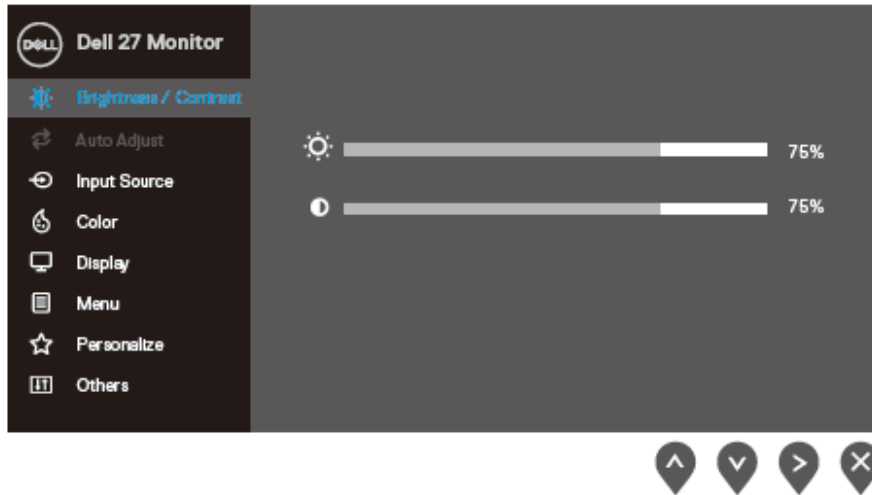 DELL Dell 27 Monitor
Brightness / Contrast
Auto Adjust
75%
Input Source
75%
Color
Display
Menu
Personalize
Others